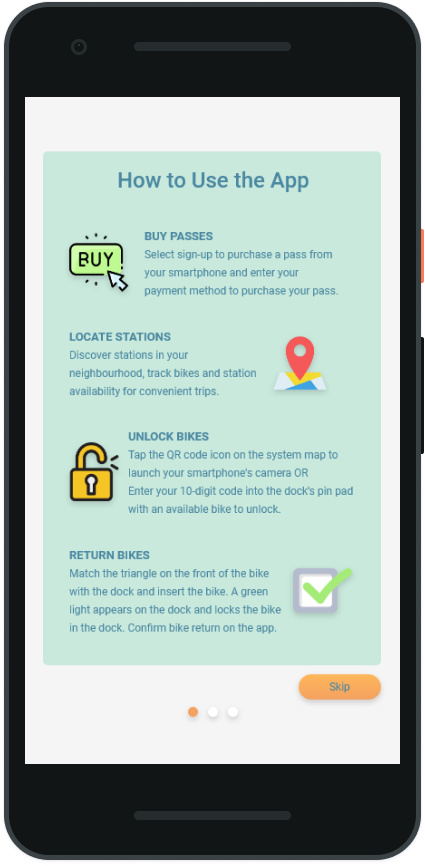 How to Use the App
BUY
BUY PASSES
Select sign-up to purchase a pass from
your smartphone and enter your
payment method to purchase your pass.
LOCATE STATIONS
Discover stations in your
neighbourhood, track bikes and station
availability for convenient trips.
UNLOCK BIKES
Tap the QR code icon on the system map to
launch your smartphone's camera OR
Enter your 10-digit code into the dock's pin pad
with an available bike to unlock.
RETURN BIKES
Match the triangle on the front of the bike
with the dock and insert the bike. A green
light appears on the dock and locks the bike
in the dock. Confirm bike return on the app.
Skip